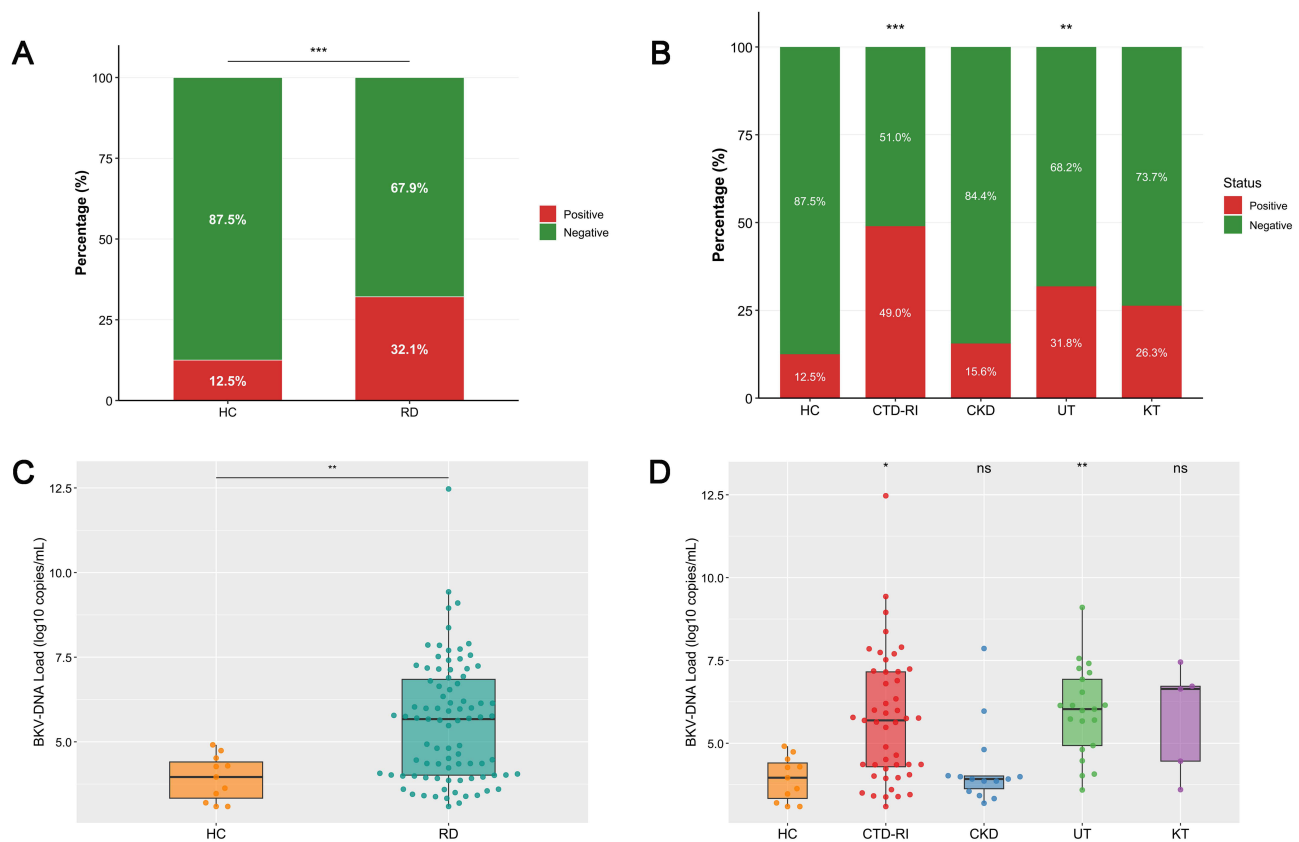 A
***
Percentage (%)
100
75
50
25
0
87.5%
12.5%
67.9%
32.1%
HC
RD
Positive
Negative
B
***
**
Percentage (%)
100
75
50
25
0
87.5%
12.5%
51.0%
49.0%
84.4%
15.6%
68.2%
31.8%
73.7%
26.3%
HC
CTD-RI
CKD
UT
KT
Status
Positive
Negative
C
**
BKV-DNA Load (log10 copies/mL)
12.5
10.0
7.5
5.0
HC
RD
D
*
ns
**
ns
BKV-DNA Load (log10 copies/mL)
12.5
10.0
7.5
5.0
HC
CTD-RI
CKD
UT
KT